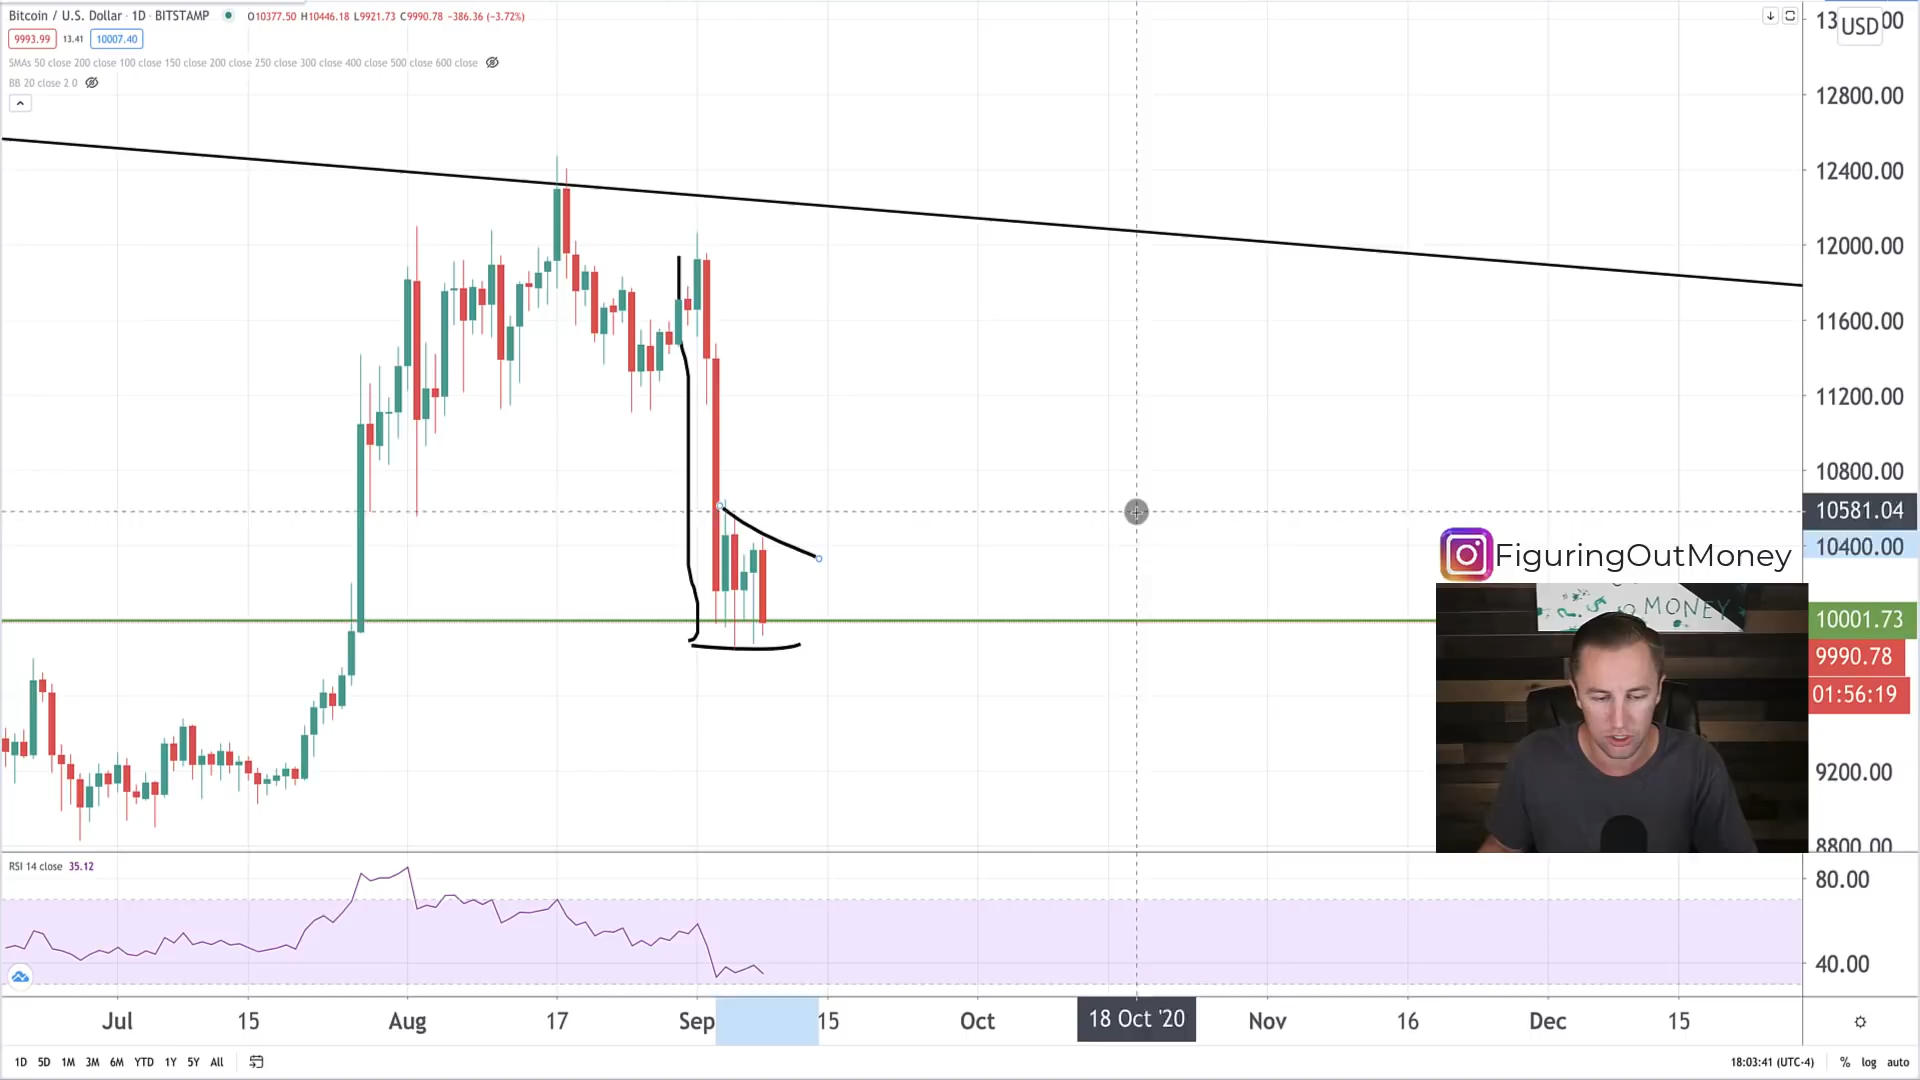 Bitcoin / U.S. Dollar · 1D · BITSTAMP O10377.50 H10446.18 L9921.73 C9990.78 −386.36 (−3.72%)
9993.99 13.41 10007.40
SMAs 50 close 200 close 100 close 150 close 200 close 250 close 300 close 400 close 500 close 600 close
BB 20 close 2 0
USD
12800.00
12400.00
12000.00
11600.00
11200.00
10800.00
10581.04
10400.00
FiguringOutMoney
MONEY
10001.73
9990.78
01:56:19
9200.00
8800.00
RSI 14 close 35.12
80.00
40.00
Jul 15 Aug 17 Sep 15 Oct 18 Oct '20 Nov 16 Dec 15
1D 5D 1M 3M 6M YTD 1Y 5Y All 18:03:41 (UTC-4) % log auto